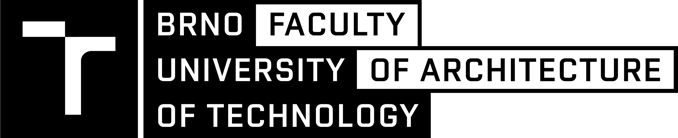 BRNO FACULTY
UNIVERSITY OF ARCHITECTURE
OF TECHNOLOGY